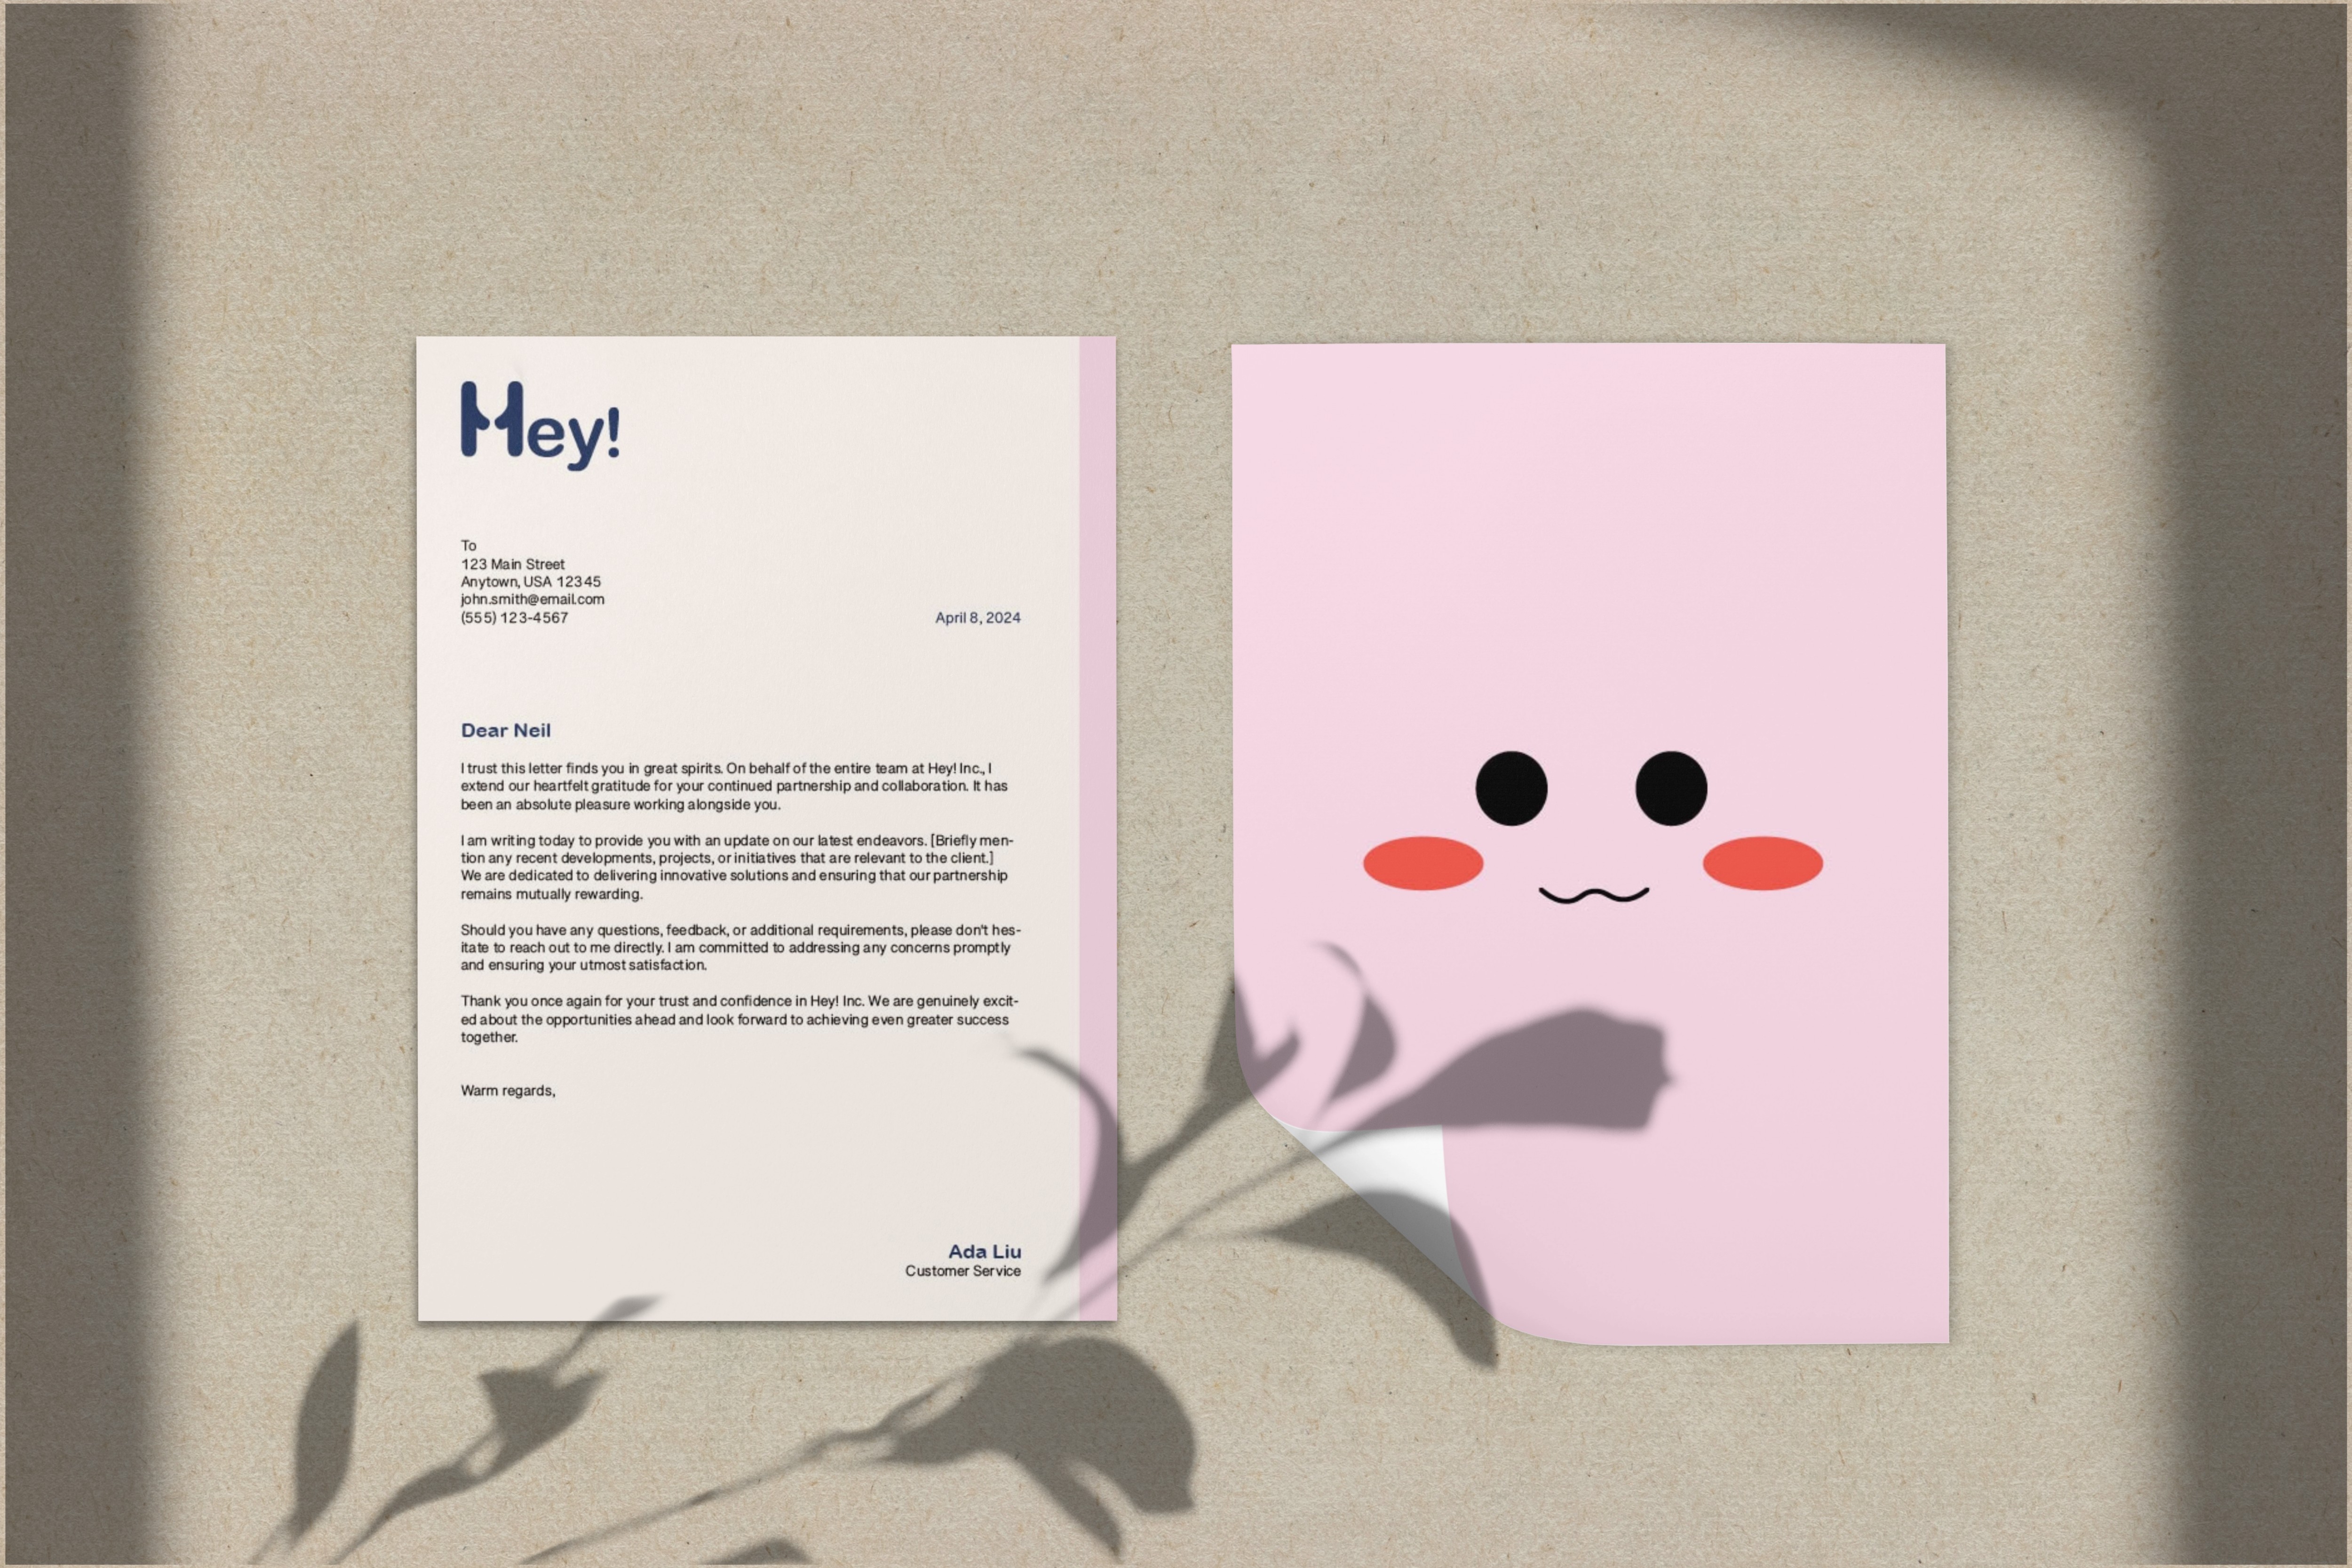 Hey!
To
123 Main Street
Anytown, USA 12345
john.smith@email.com
(555) 123-4567
April 8, 2024
Dear Neil
I trust this letter finds you in great spirits. On behalf of the entire team at Hey! Inc., I
extend our heartfelt gratitude for your continued partnership and collaboration. It has
been an absolute pleasure working alongside you.
I am writing today to provide you with an update on our latest endeavors. [Briefly men-
tion any recent developments, projects, or initiatives that are relevant to the client.]
We are dedicated to delivering innovative solutions and ensuring that our partnership
remains mutually rewarding.
Should you have any questions, feedback, or additional requirements, please don't hes-
itate to reach out to me directly. I am committed to addressing any concerns promptly
and ensuring your utmost satisfaction.
Thank you once again for your trust and confidence in Hey! Inc. We are genuinely excit-
ed about the opportunities ahead and look forward to achieving even greater success
together.
Warm regards,
Ada Liu
Customer Service